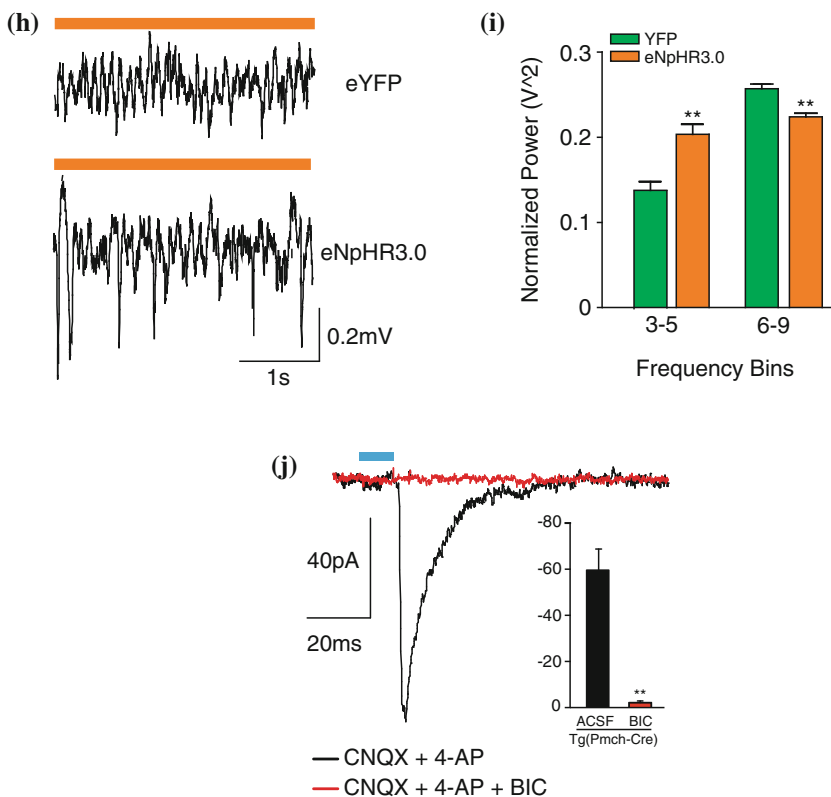 (h)
eYFP
eNpHR3.0
0.2mV
1s
(i)
YFP
eNpHR3.0
Normalized Power (V^2)
0.3
0.2
0.1
0
**
**
3-5
6-9
Frequency Bins
(j)
40pA
20ms
-80
-60
-40
-20
0
**
ACSF BIC
Tg(Pmch-Cre)
CNQX + 4-AP
CNQX + 4-AP + BIC